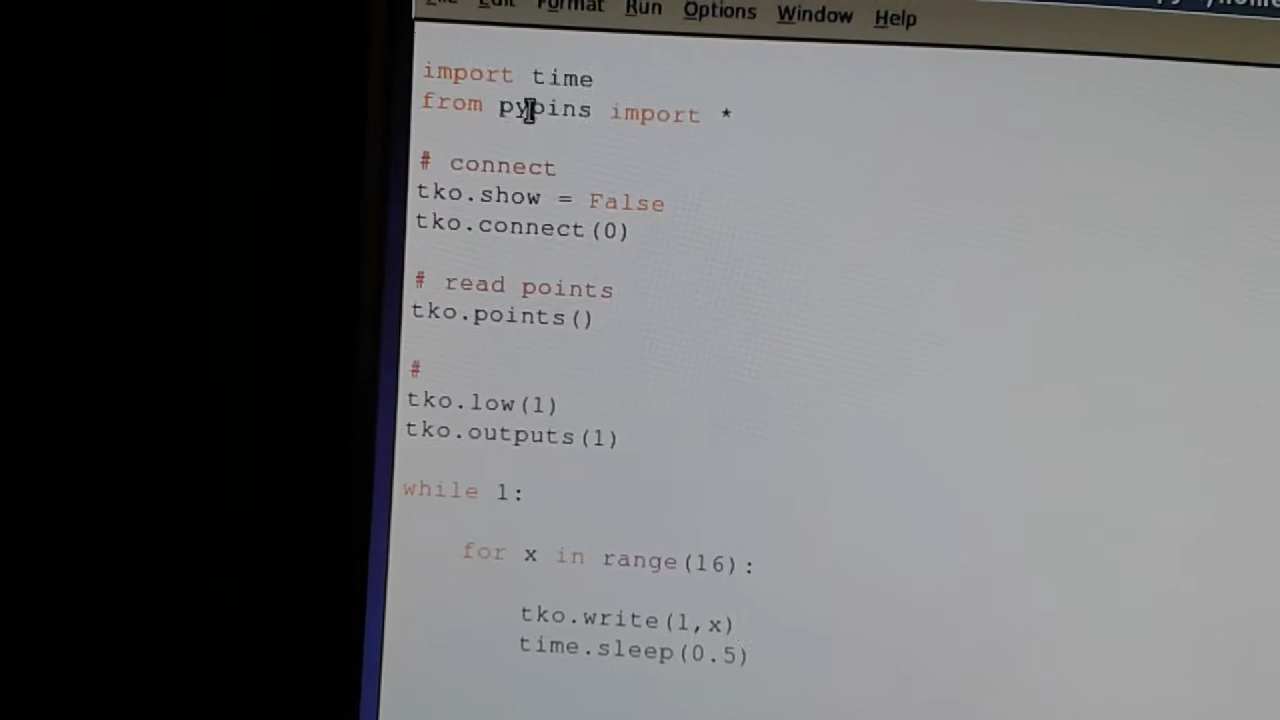 Edit Format Run Options Window Help
import time
from pypins import *
# connect
tko.show = False
tko.connect(0)
# read points
tko.points()
#
tko.low(1)
tko.outputs(1)
while 1:
for x in range(16):
tko.write(1,x)
time.sleep(0.5)